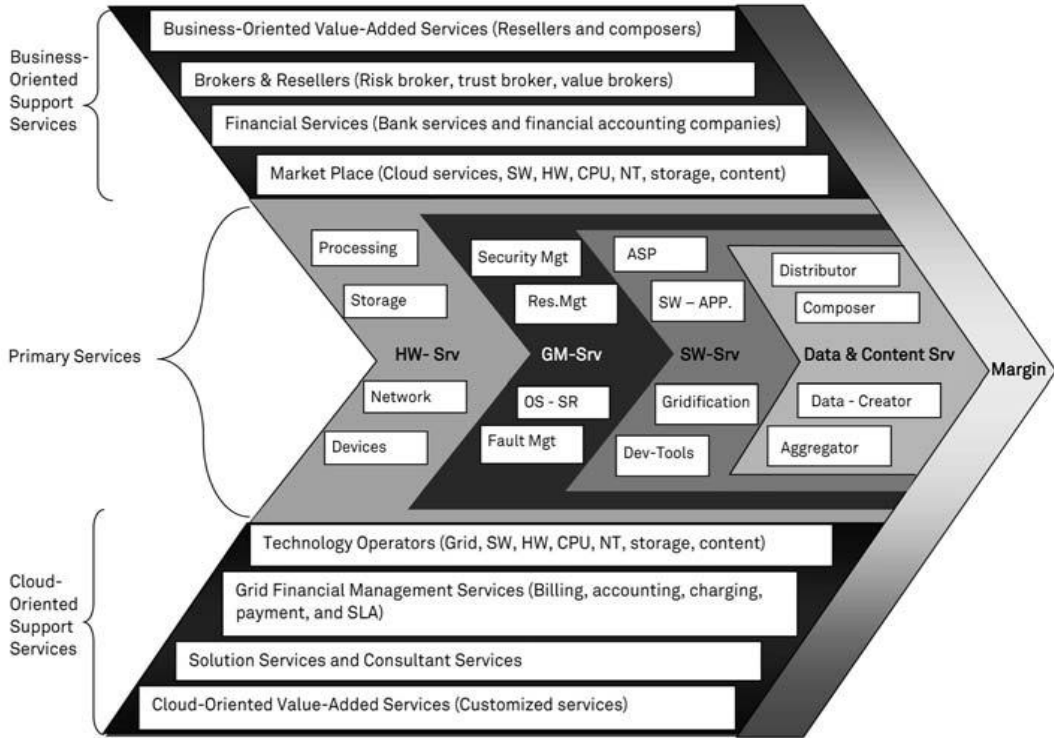 Business-
Oriented
Support
Services
Business-Oriented Value-Added Services (Resellers and composers)
Brokers & Resellers (Risk broker, trust broker, value brokers)
Financial Services (Bank services and financial accounting companies)
Market Place (Cloud services, SW, HW, CPU, NT, storage, content)
Primary Services
Processing
Storage
HW- Srv
Network
Devices
Security Mgt
Res.Mgt
GM-Srv
OS - SR
Fault Mgt
ASP
SW – APP.
SW-Srv
Gridification
Dev-Tools
Distributor
Composer
Data & Content Srv
Data - Creator
Aggregator
Margin
Cloud-
Oriented
Support
Services
Technology Operators (Grid, SW, HW, CPU, NT, storage, content)
Grid Financial Management Services (Billing, accounting, charging,
payment, and SLA)
Solution Services and Consultant Services
Cloud-Oriented Value-Added Services (Customized services)